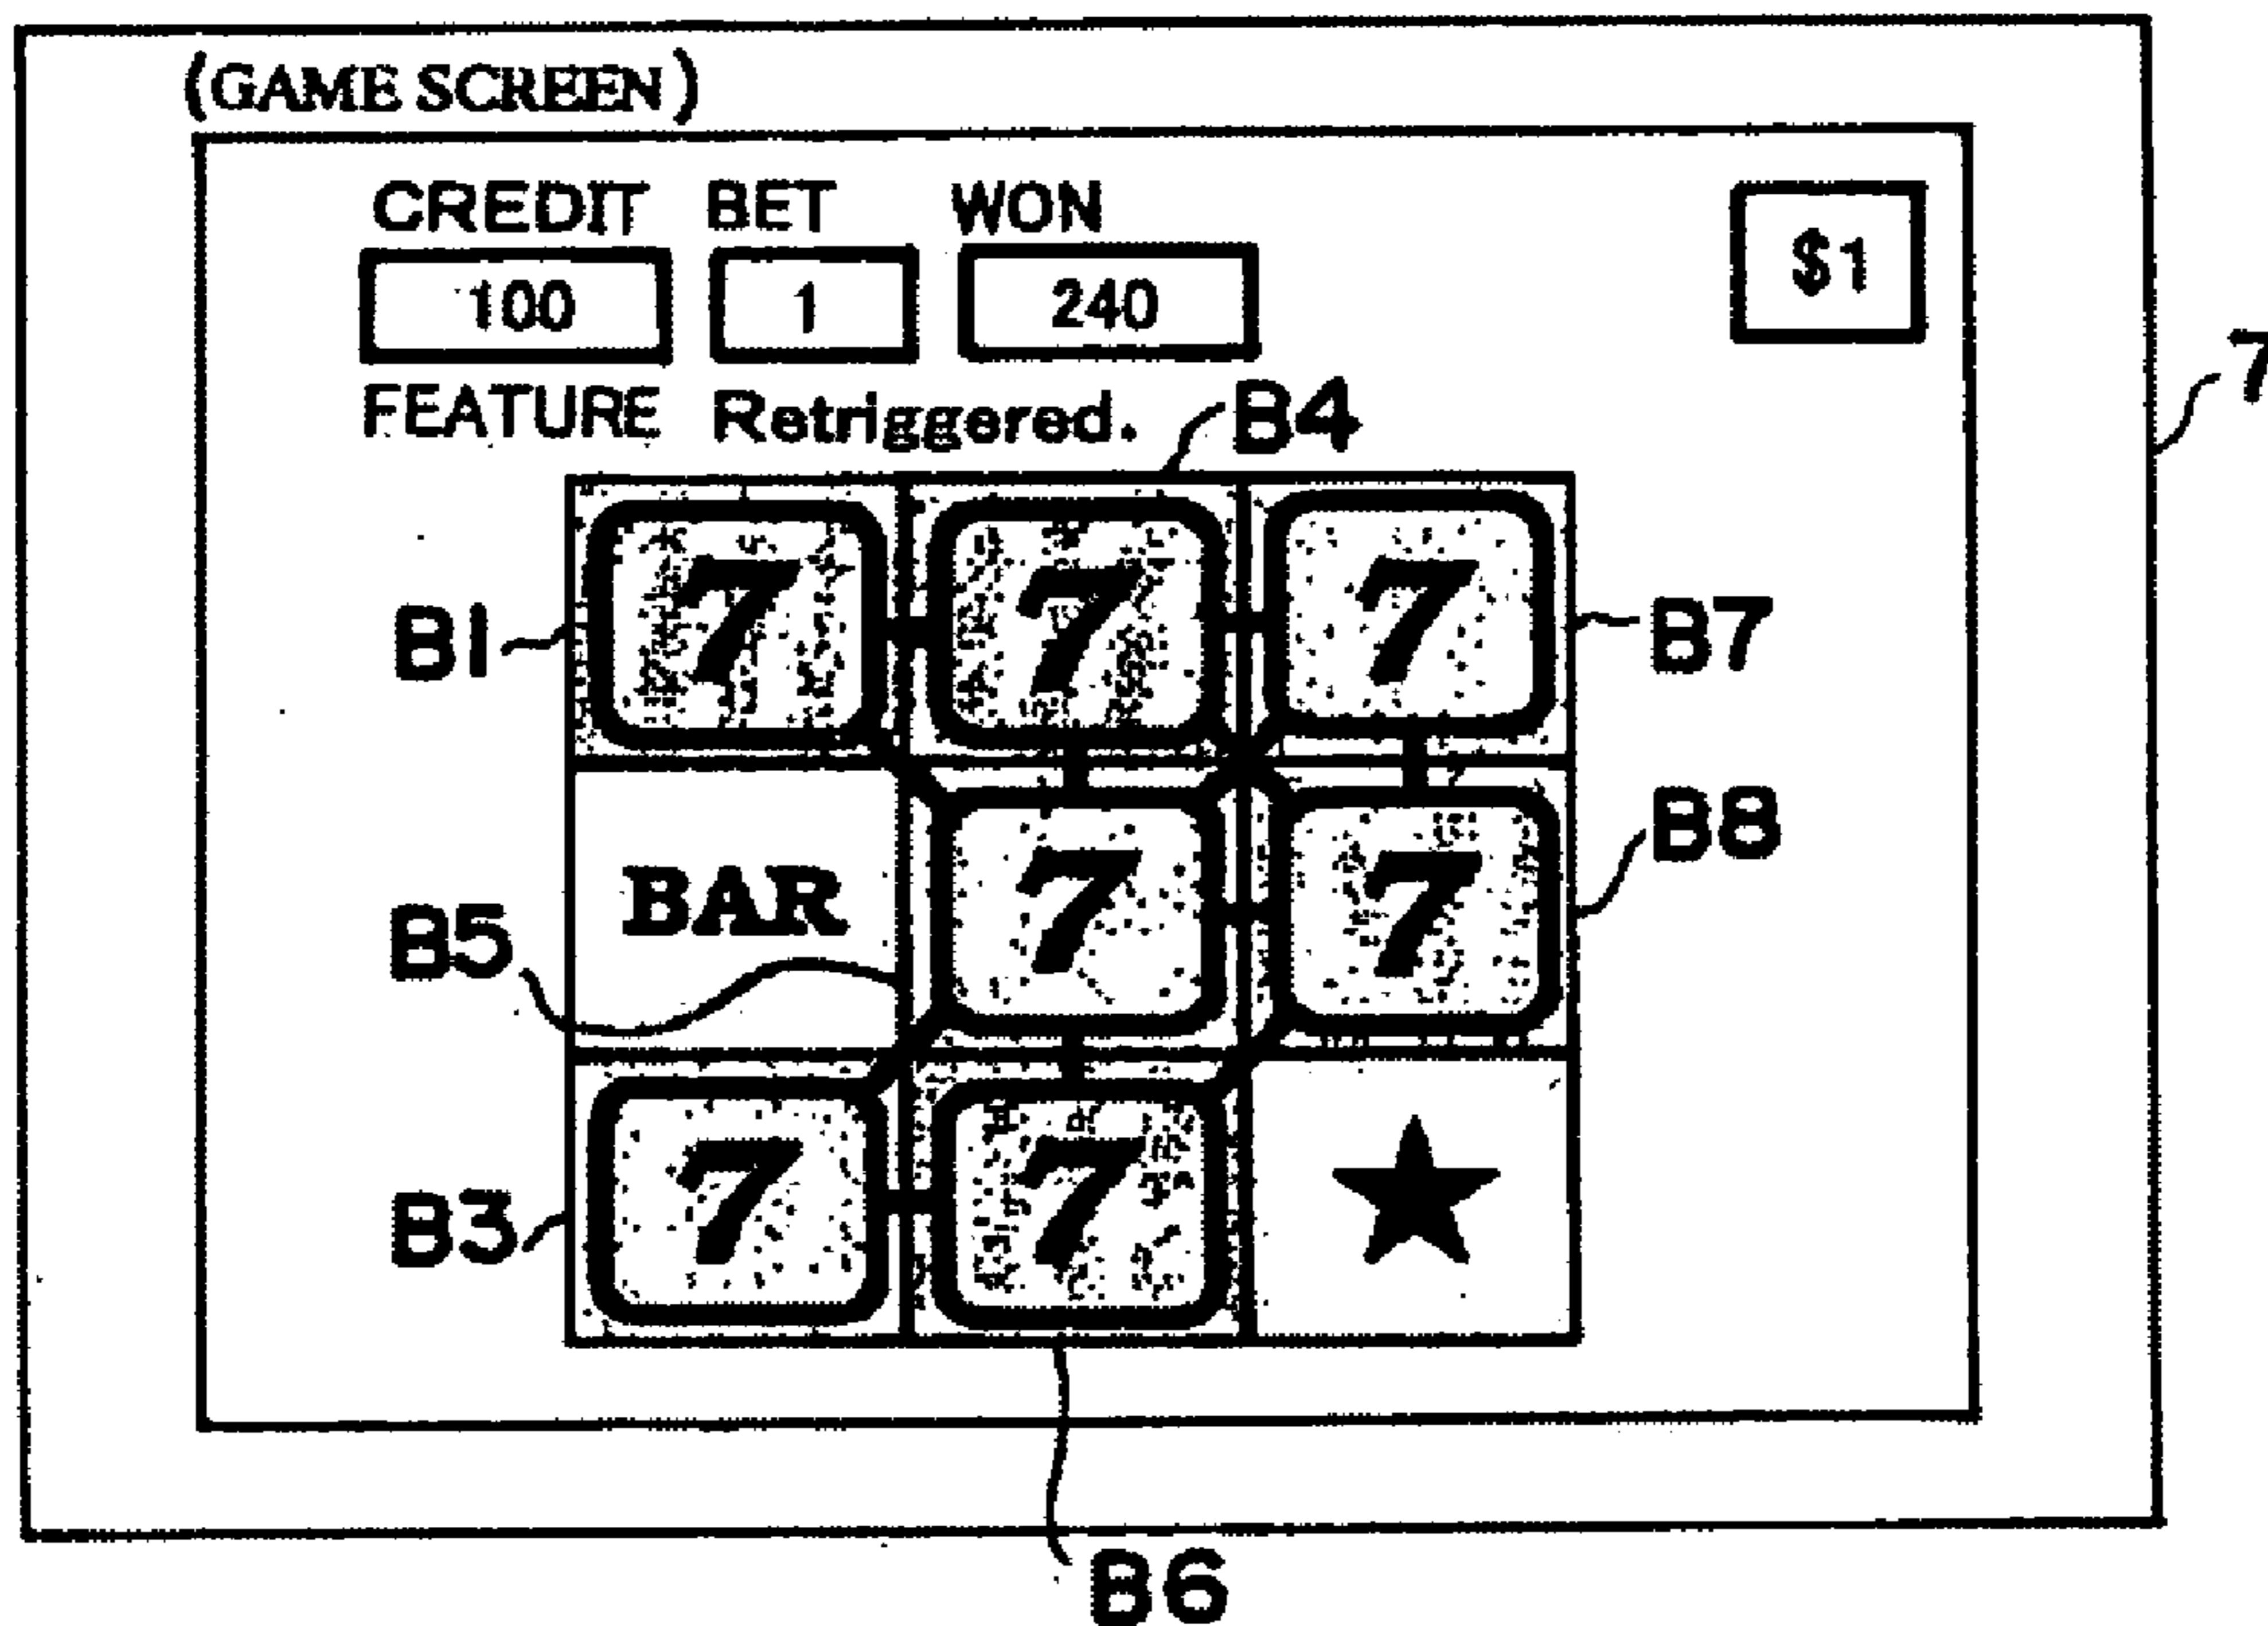 (GAME SCREEN)
CREDIT BET WON
100 1 240 $1
7
FEATURE Retriggered. B4
B1 7 7 7 B7
B8
BAR 7 7
B5
B3 7 7
B6